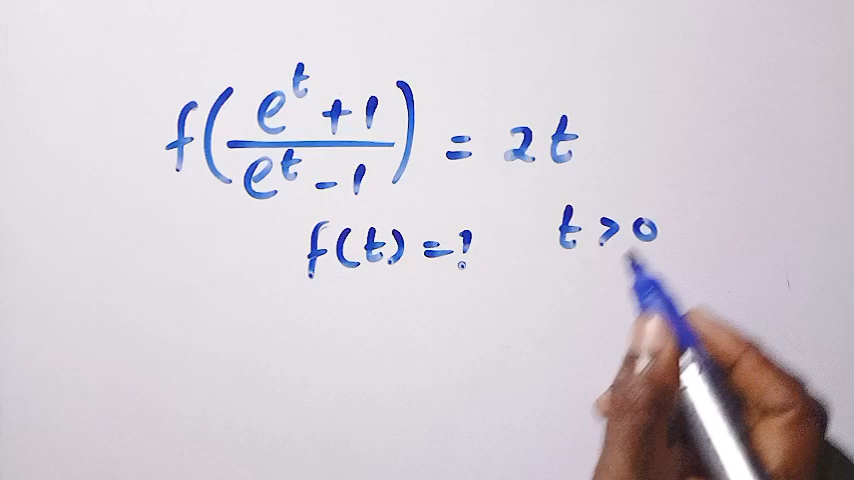 f(e^t + 1 / e^t - 1) = 2t
f(t) = ? t > 0